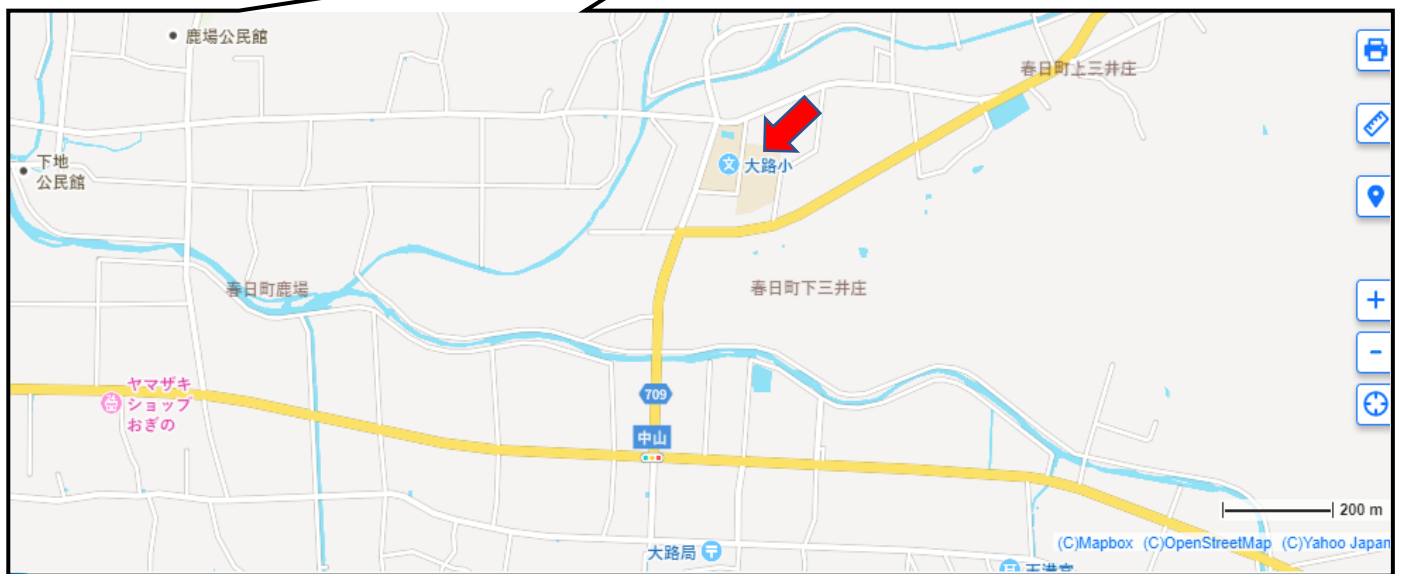 鹿場公民館
春日町上三井庄
下地
公民館
文 大路小
春日町鹿場
春日町下三井庄
ヤマザキ
ショップ
おぎの
24
709
中山
200 m
大路局
(C)Mapbox (C)OpenStreetMap (C)Yahoo Japan